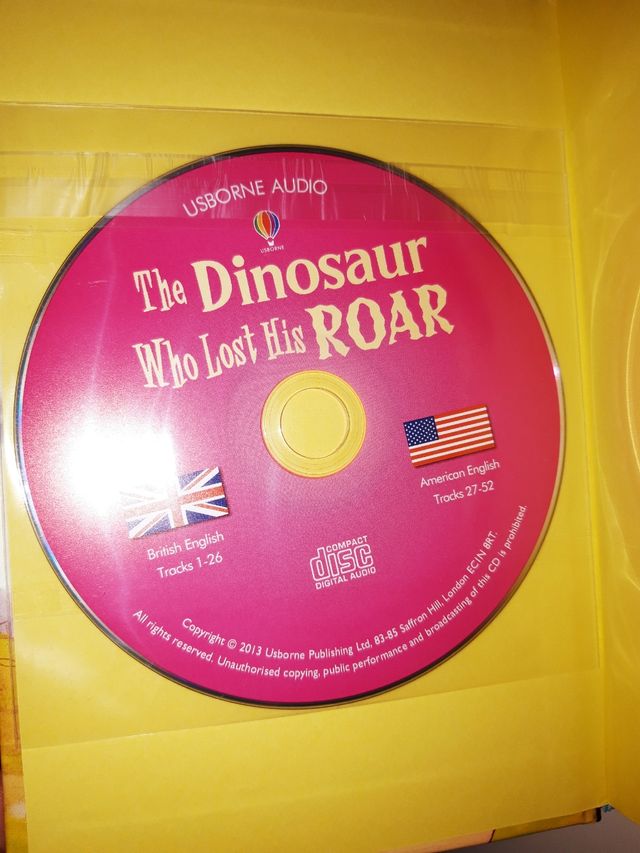 USBORNE AUDIO
USBORNE
The Dinosaur
Who Lost His ROAR
British English
Tracks 1-26
American English
Tracks 27-52
COMPACT
disc
DIGITAL AUDIO
Copyright © 2013 Usborne Publishing Ltd, 83-85 Saffron Hill, London EC1N 8RT.
All rights reserved. Unauthorised copying, public performance and broadcasting of this CD is prohibited.